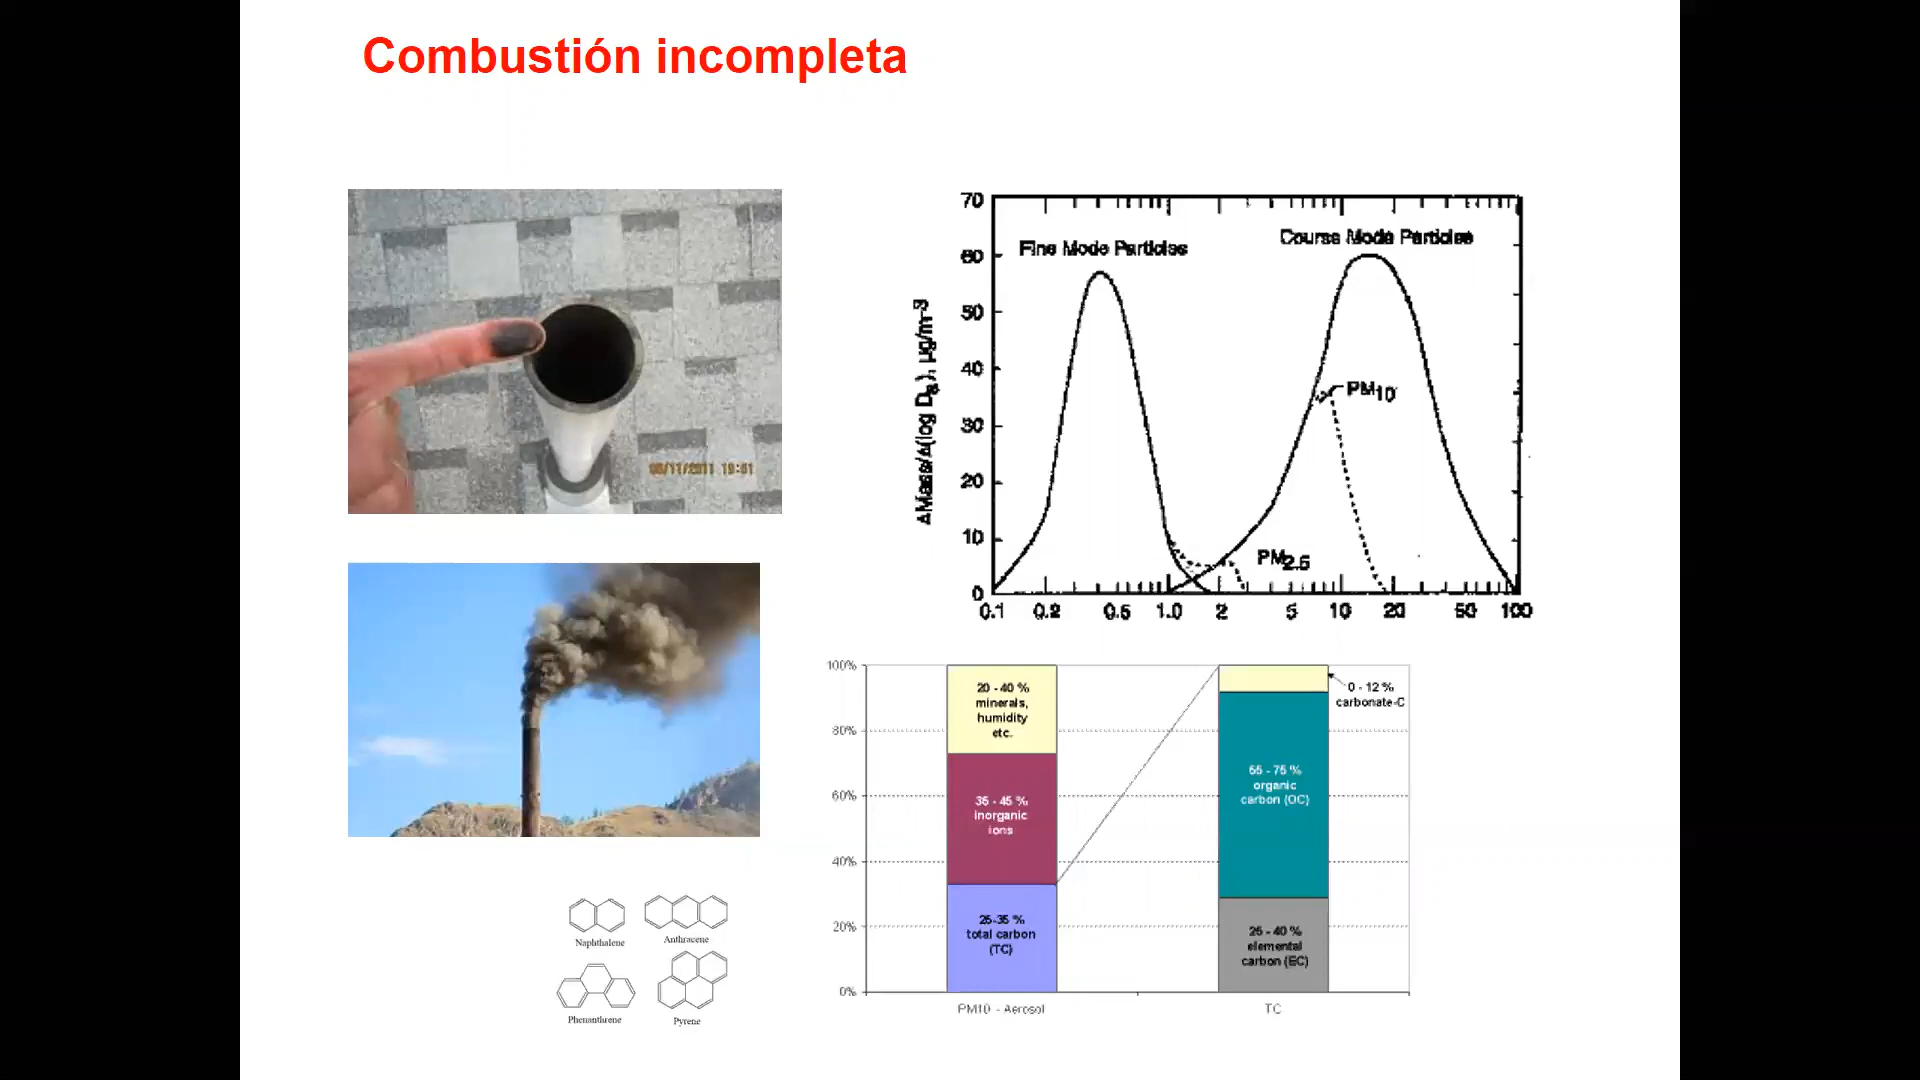 Combustión incompleta
70
60
50
40
30
20
10
0
ΔMass/Δ(log Da), µg/m-3
Fine Mode Particles
Course Mode Particles
PM10
PM2.5
0.1 0.2 0.5 1.0 2 5 10 20 50 100
100%
80%
60%
40%
20%
0%
20 - 40 %
minerals,
humidity
etc.
35 - 45 %
inorganic
ions
25-35 %
total carbon
(TC)
0 - 12 %
carbonate-C
55 - 75 %
organic
carbon (OC)
25 - 40 %
elemental
carbon (EC)
PM10 - Aerosol
TC
Naphthalene
Anthracene
Phenanthrene
Pyrene